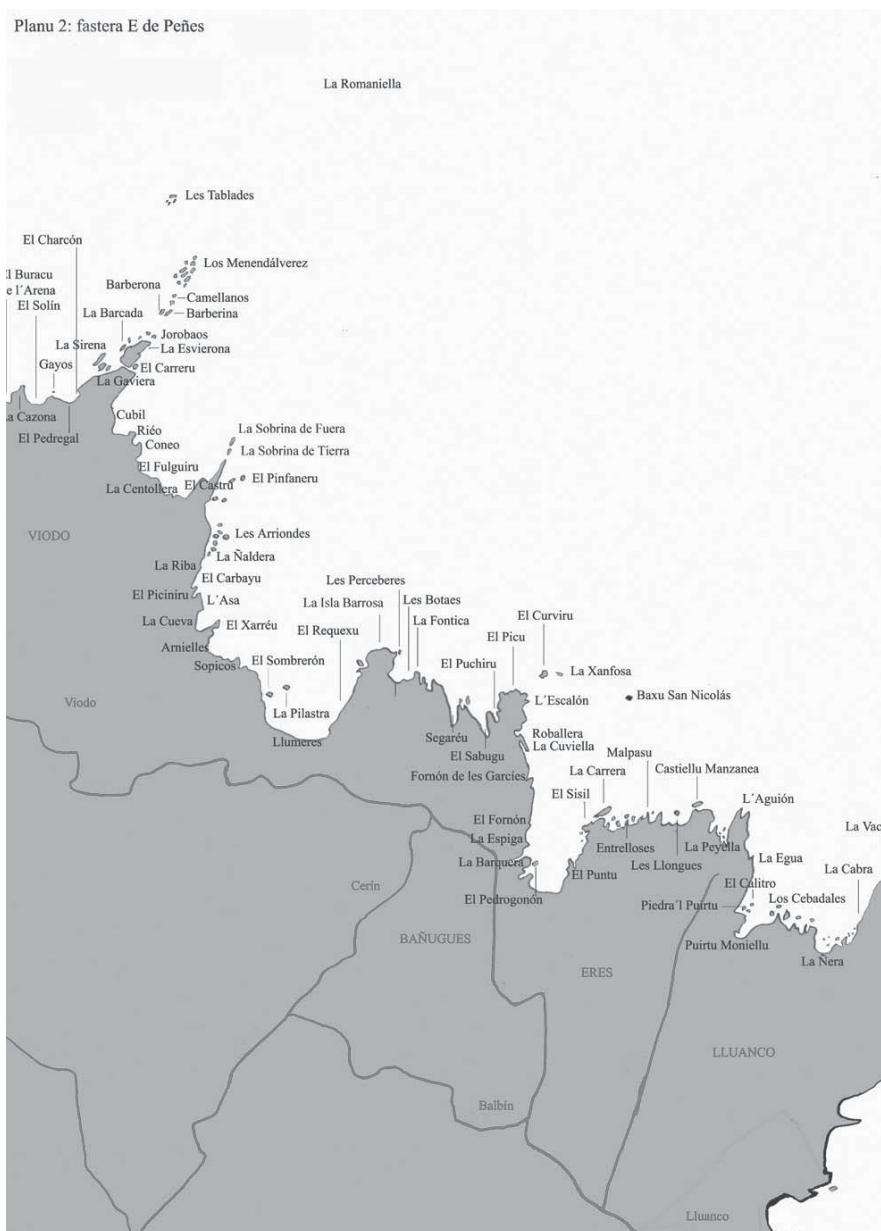 Planu 2: fastera E de Peñes
La Romaniella
Les Tablades
El Charcón
Los Menendálverez
l Buracu
e l´Arena
El Solín
Barberona
Camellanos
Barberina
La Barcada
Jorobaos
La Esvierona
La Sirena
Gayos
El Carreru
La Gaviera
a Cazona
Cubil
El Pedregal
Riéo
Coneo
La Sobrina de Fuera
La Sobrina de Tierra
El Fulguiru
El Pinfaneru
La Centollera
El Castru
VIODO
Les Arriondes
La Ñaldera
La Riba
El Carbayu
Les Perceberes
El Piciniru
L´Asa
La Isla Barrosa
Les Botaes
El Curviru
La Cueva
El Xarréu
El Requexu
La Fontica
El Picu
Arnielles
Sopicos
El Sombrerón
El Puchiru
La Xanfosa
Viodo
La Pilastra
L´Escalón
Baxu San Nicolás
Llumeres
Segaréu
Roballera
La Cuviella
El Sabugu
Malpasu
Fornón de les Garcíes
La Carrera
Castiellu Manzanea
El Sisil
L´Aguión
El Fornón
La Vac
La Espiga
Entrelloses
La Peyella
La Barquera
Les Llongues
La Egua
El Puntu
La Cabra
Cerín
El Calitro
El Pedrogonón
Piedra´l Puirtu
Los Cebadales
BAÑUGUES
Puirtu Moniellu
La Ñera
ERES
LLUANCO
Balbín
Lluanco